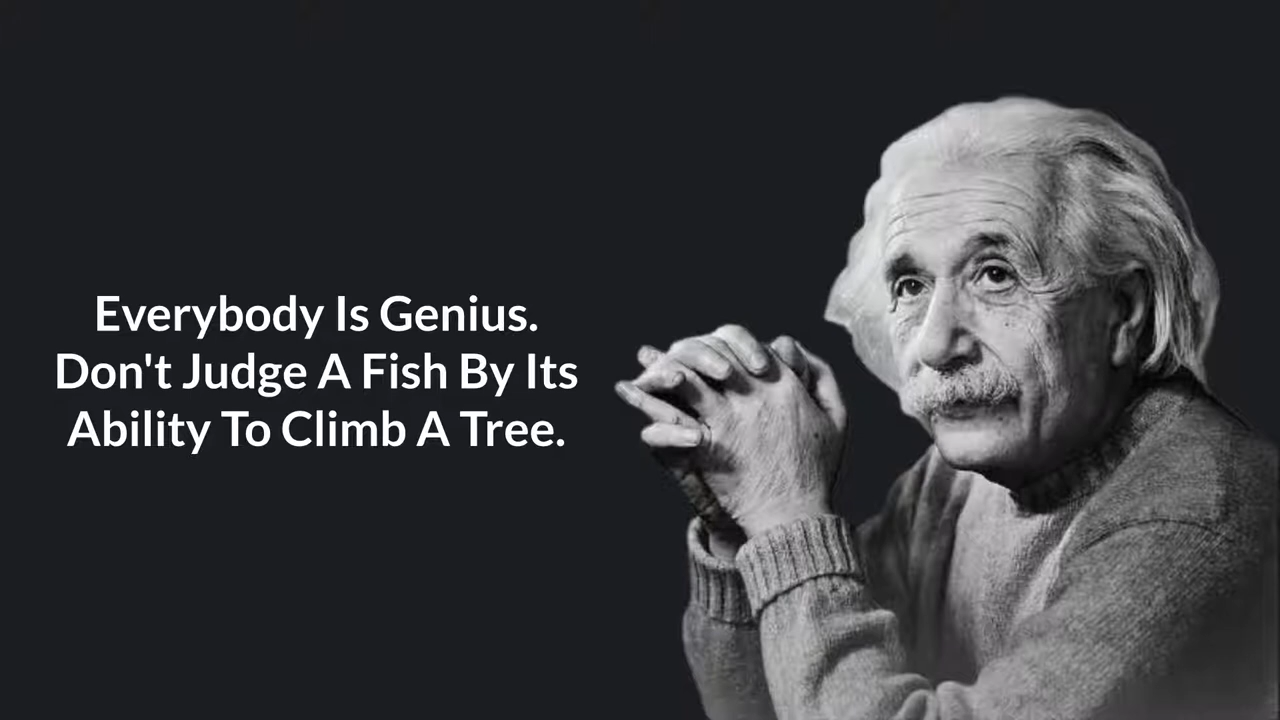 Everybody Is Genius.
Don't Judge A Fish By Its
Ability To Climb A Tree.